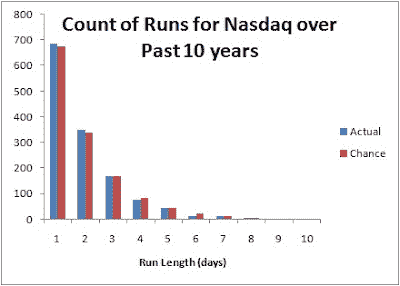 Count of Runs for Nasdaq over
Past 10 years
800
700
600
500
400
300
200
100
0
1 2 3 4 5 6 7 8 9 10
Run Length (days)
Actual
Chance